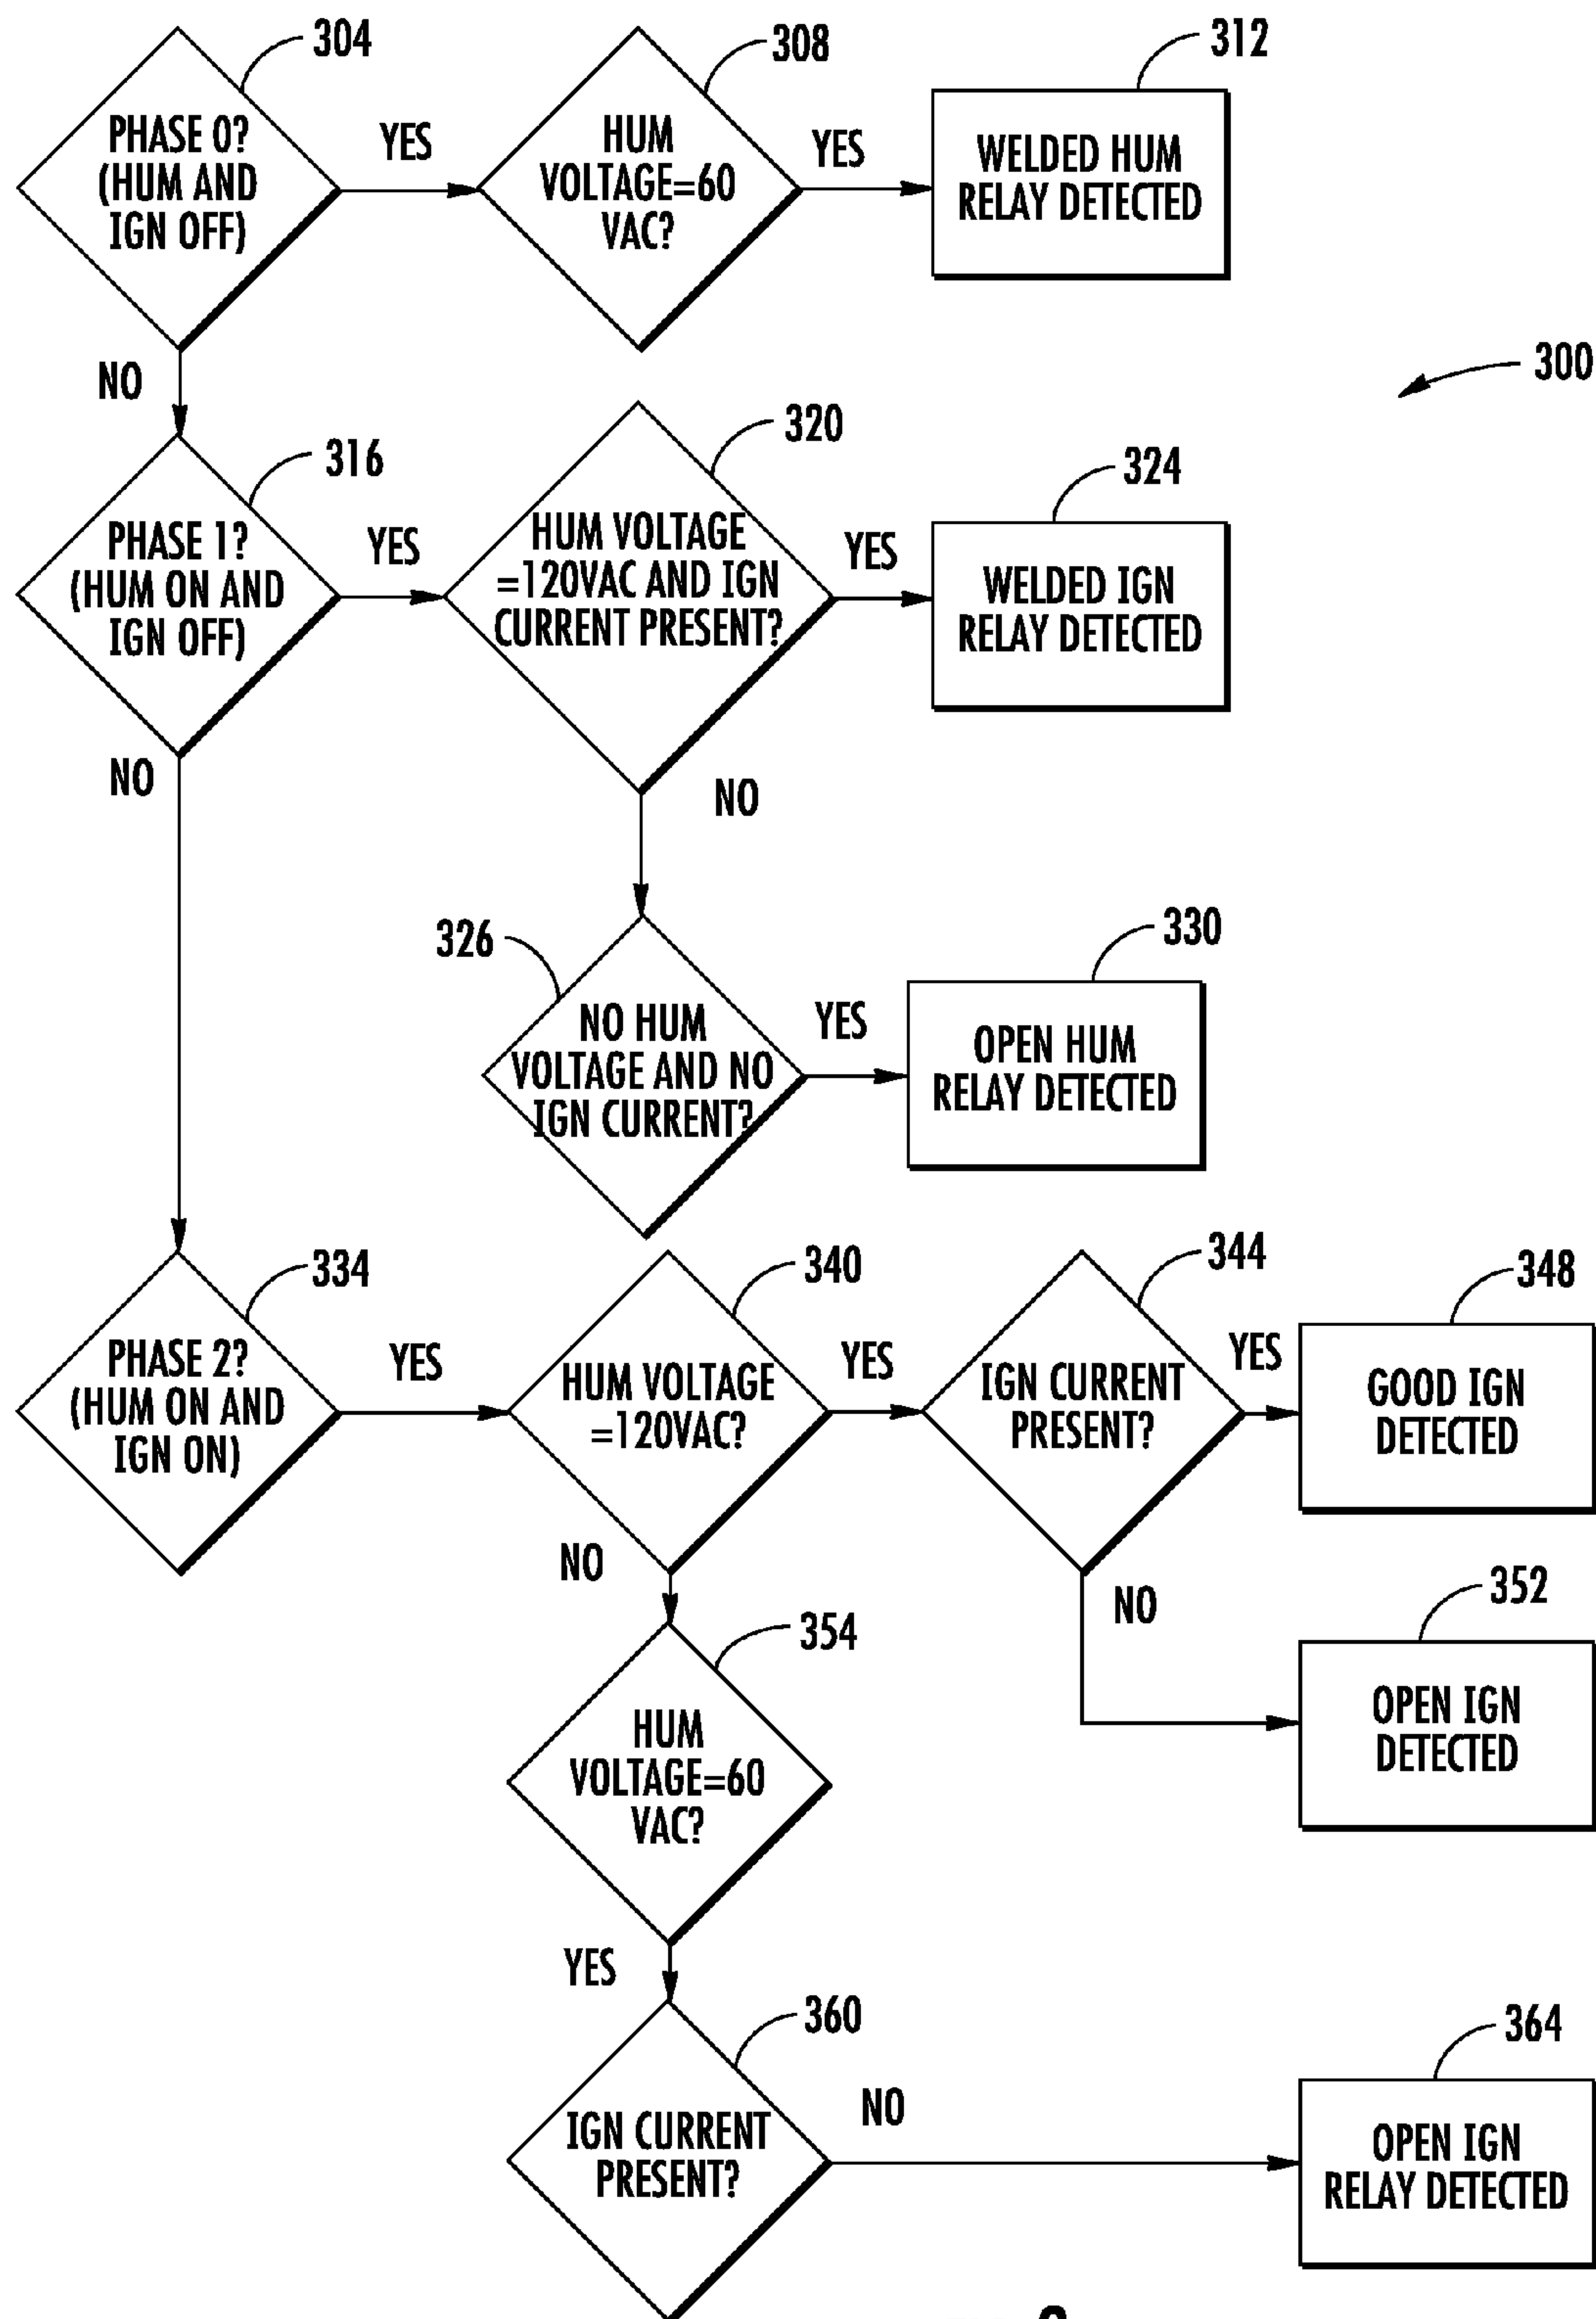 304
PHASE 0?
(HUM AND
IGN OFF)
YES
308
HUM
VOLTAGE=60
VAC?
YES
312
WELDED HUM
RELAY DETECTED
NO
300
316
PHASE 1?
(HUM ON AND
IGN OFF)
YES
320
HUM VOLTAGE
=120VAC AND IGN
CURRENT PRESENT?
YES
324
WELDED IGN
RELAY DETECTED
NO
NO
326
NO HUM
VOLTAGE AND NO
IGN CURRENT?
YES
330
OPEN HUM
RELAY DETECTED
334
PHASE 2?
(HUM ON AND
IGN ON)
YES
340
HUM VOLTAGE
=120VAC?
YES
344
IGN CURRENT
PRESENT?
YES
348
GOOD IGN
DETECTED
NO
NO
352
OPEN IGN
DETECTED
354
HUM
VOLTAGE=60
VAC?
YES
360
IGN CURRENT
PRESENT?
NO
364
OPEN IGN
RELAY DETECTED